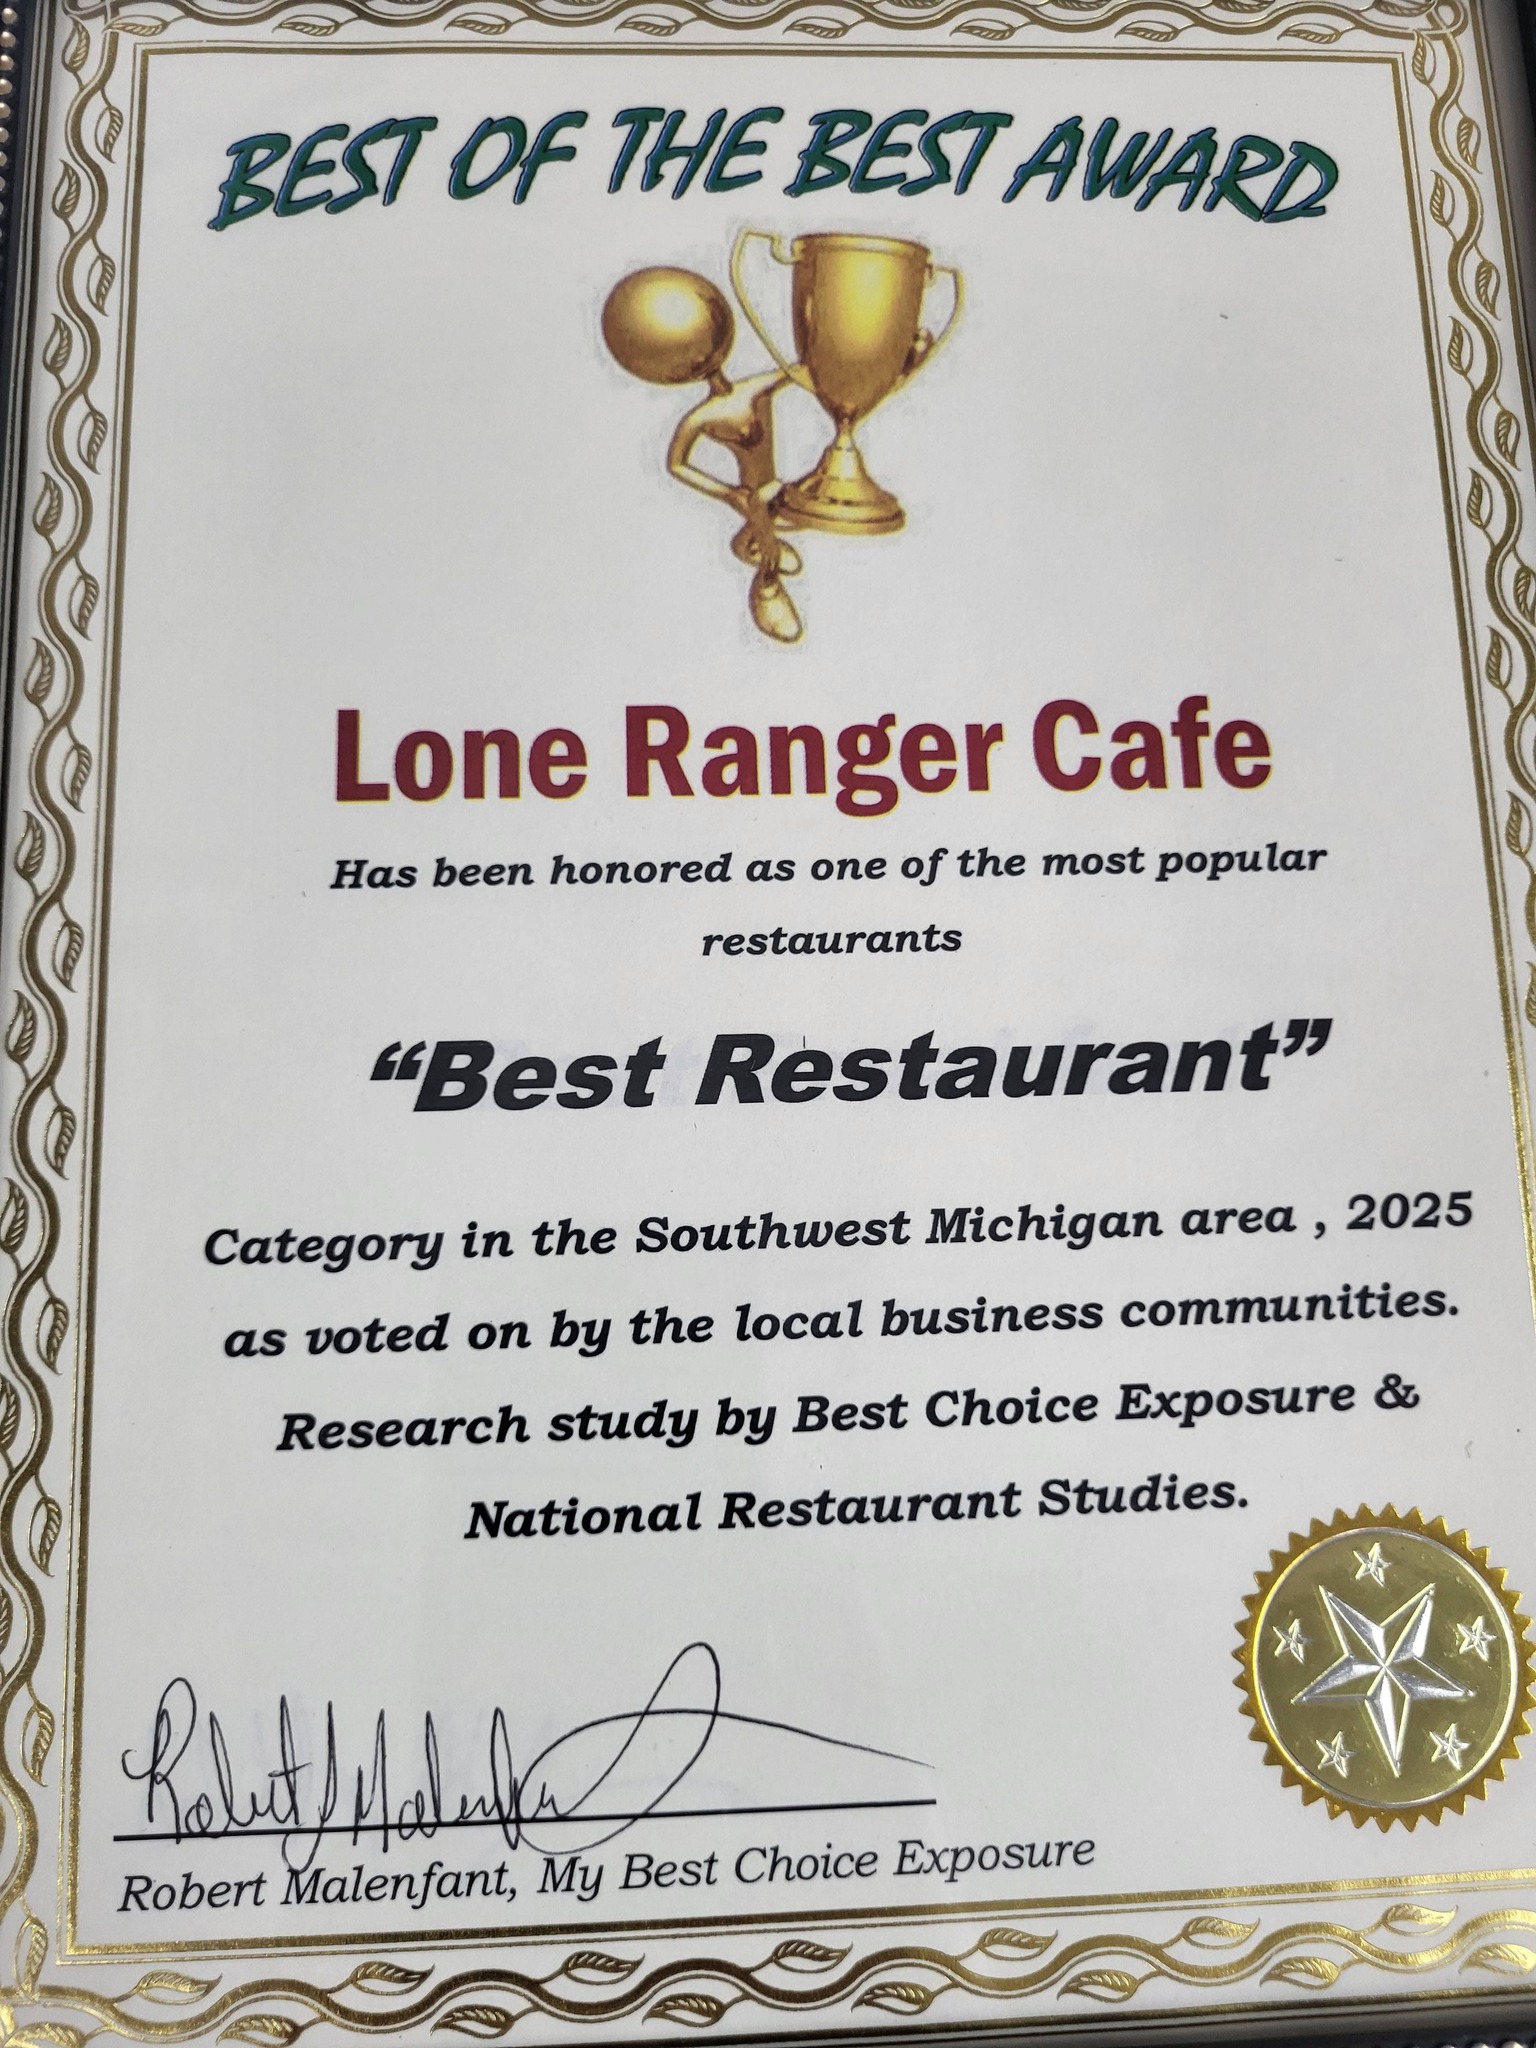 BEST OF THE BEST AWARD
Lone Ranger Cafe
Has been honored as one of the most popular
restaurants
“Best Restaurant”
Category in the Southwest Michigan area , 2025
as voted on by the local business communities.
Research study by Best Choice Exposure &
National Restaurant Studies.
Robert J Malenfant
Robert Malenfant, My Best Choice Exposure